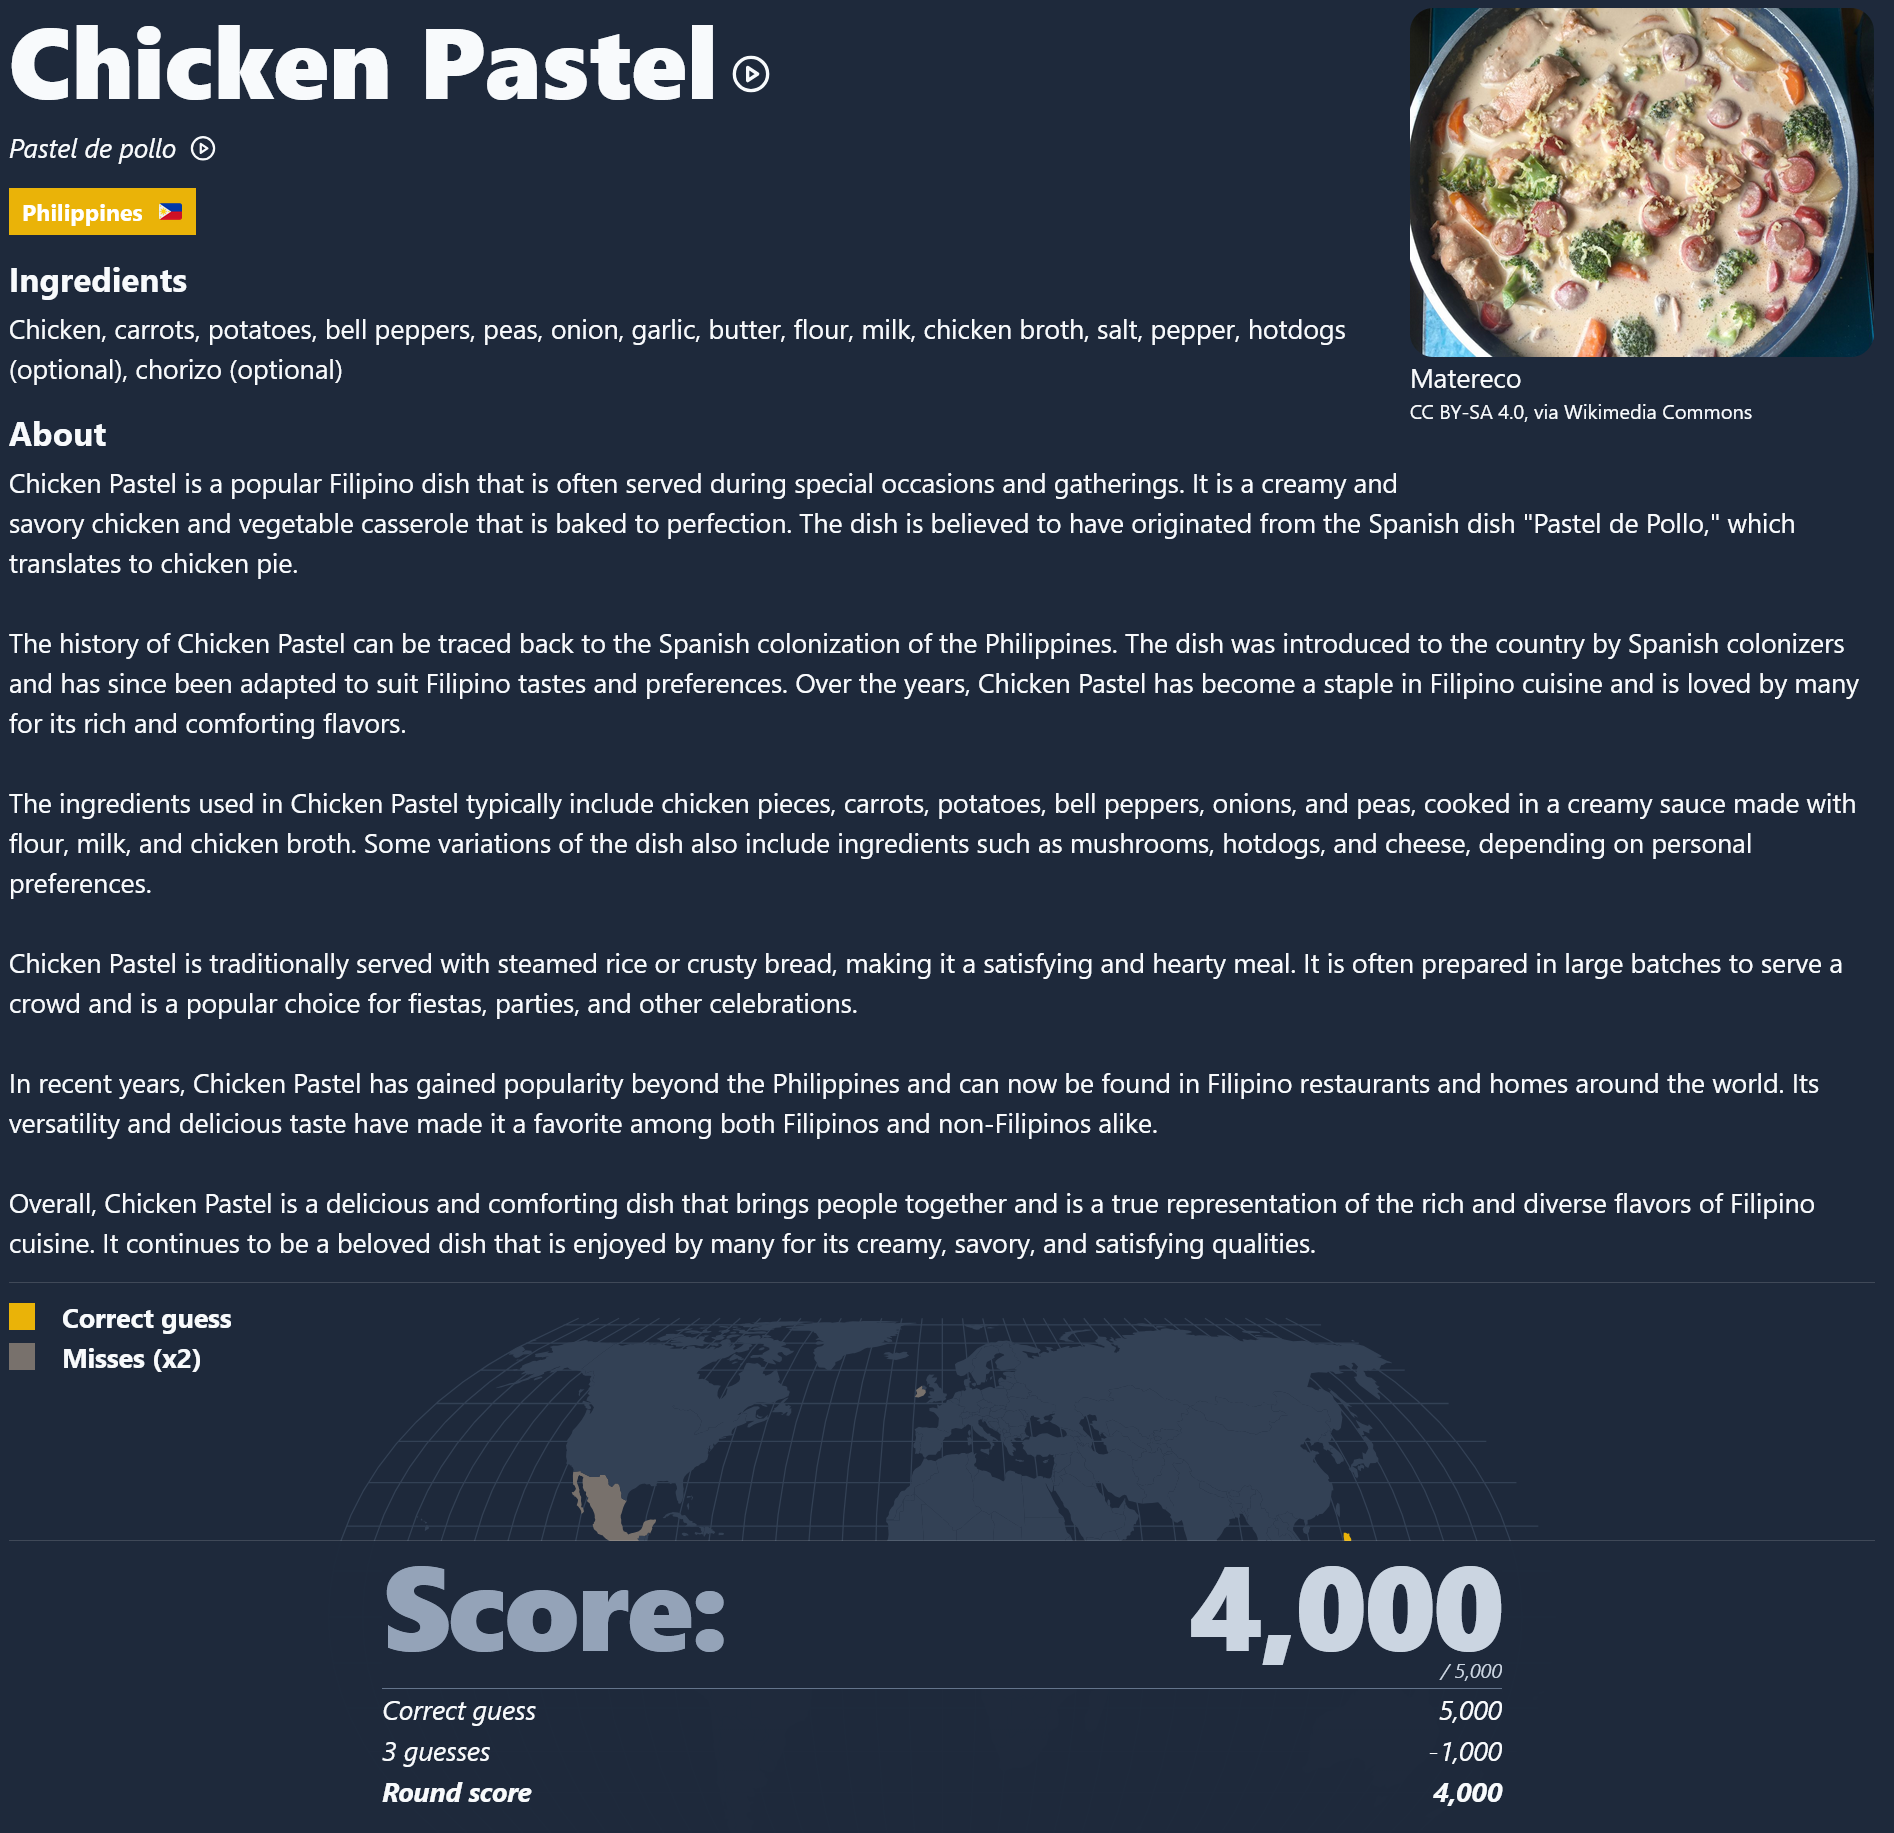 Chicken Pastel
Pastel de pollo
Philippines
Ingredients
Chicken, carrots, potatoes, bell peppers, peas, onion, garlic, butter, flour, milk, chicken broth, salt, pepper, hotdogs
(optional), chorizo (optional)
Matereco
CC BY-SA 4.0, via Wikimedia Commons
About
Chicken Pastel is a popular Filipino dish that is often served during special occasions and gatherings. It is a creamy and
savory chicken and vegetable casserole that is baked to perfection. The dish is believed to have originated from the Spanish dish "Pastel de Pollo," which
translates to chicken pie.
The history of Chicken Pastel can be traced back to the Spanish colonization of the Philippines. The dish was introduced to the country by Spanish colonizers
and has since been adapted to suit Filipino tastes and preferences. Over the years, Chicken Pastel has become a staple in Filipino cuisine and is loved by many
for its rich and comforting flavors.
The ingredients used in Chicken Pastel typically include chicken pieces, carrots, potatoes, bell peppers, onions, and peas, cooked in a creamy sauce made with
flour, milk, and chicken broth. Some variations of the dish also include ingredients such as mushrooms, hotdogs, and cheese, depending on personal
preferences.
Chicken Pastel is traditionally served with steamed rice or crusty bread, making it a satisfying and hearty meal. It is often prepared in large batches to serve a
crowd and is a popular choice for fiestas, parties, and other celebrations.
In recent years, Chicken Pastel has gained popularity beyond the Philippines and can now be found in Filipino restaurants and homes around the world. Its
versatility and delicious taste have made it a favorite among both Filipinos and non-Filipinos alike.
Overall, Chicken Pastel is a delicious and comforting dish that brings people together and is a true representation of the rich and diverse flavors of Filipino
cuisine. It continues to be a beloved dish that is enjoyed by many for its creamy, savory, and satisfying qualities.
Correct guess
Misses (x2)
Score: 4,000
/ 5,000
Correct guess 5,000
3 guesses -1,000
Round score 4,000